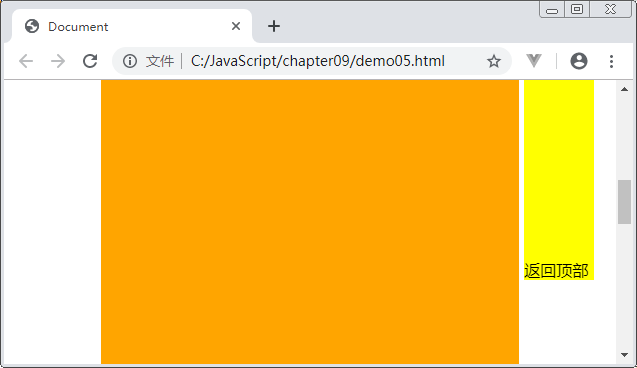 Document
文件 C:/JavaScript/chapter09/demo05.html
返回顶部